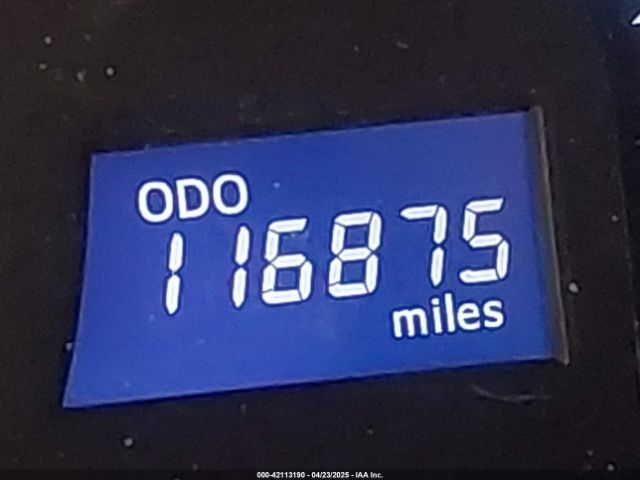 ODO
116875
miles
000-42113190 - 04/23/2025 - IAA Inc.